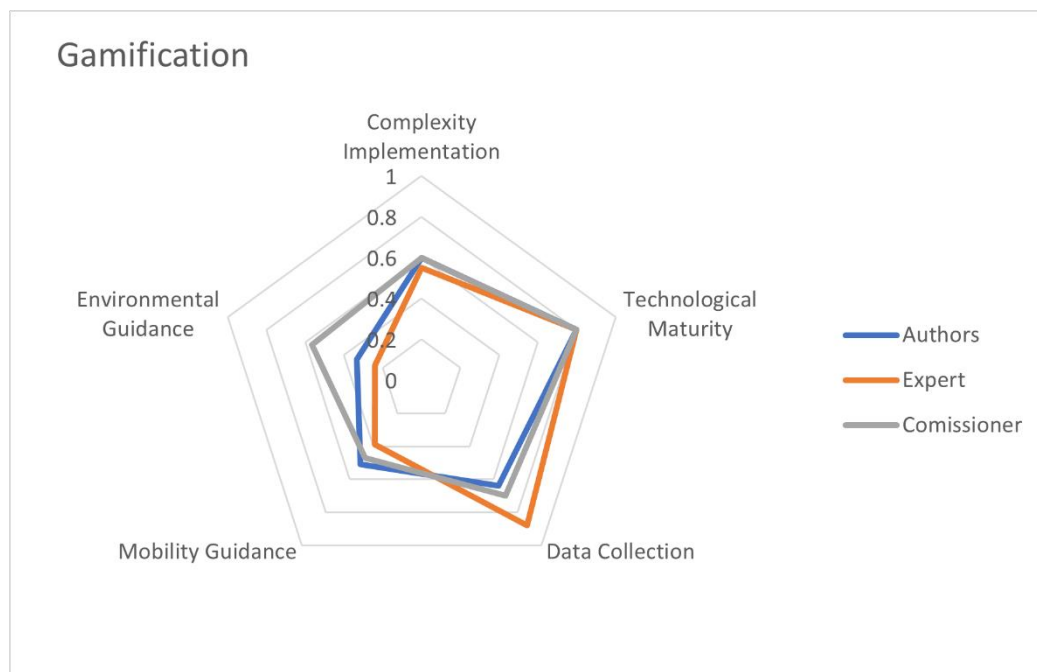 Gamification
Complexity
Implementation
1
0.8
0.6
0.4
0.2
0
Environmental
Guidance
Technological
Maturity
Mobility Guidance
Data Collection
Authors
Expert
Comissioner